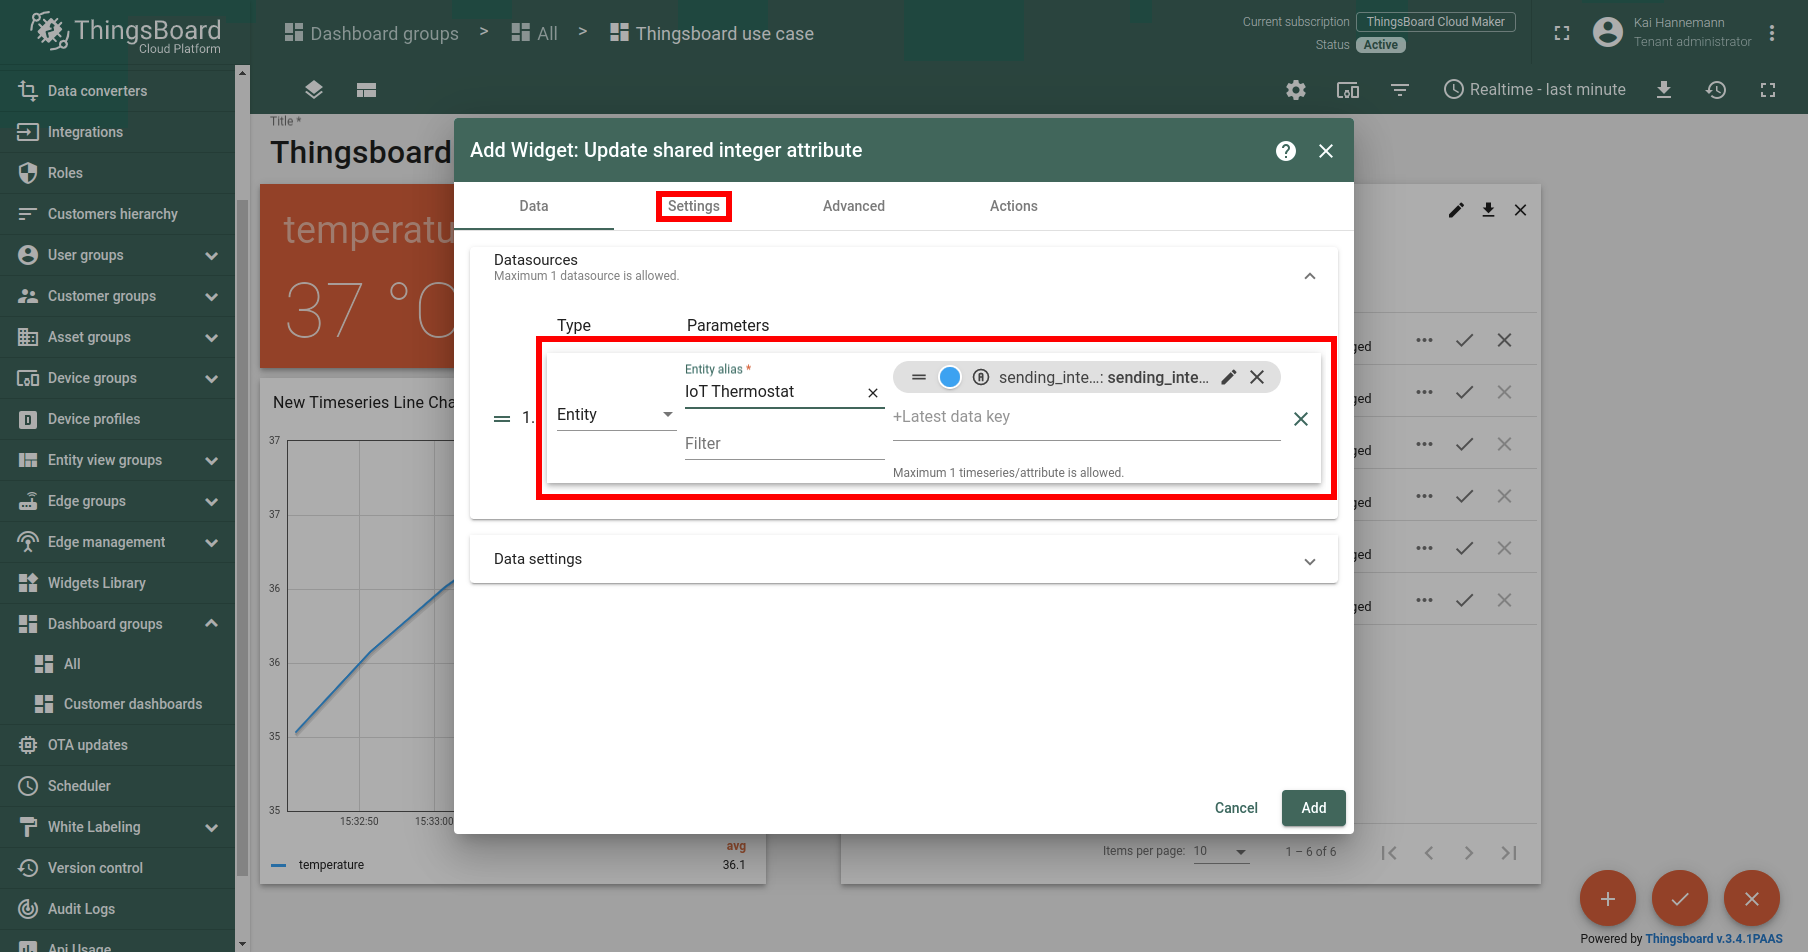 ThingsBoard
Cloud Platform
Dashboard groups > All > Thingsboard use case
Current subscription ThingsBoard Cloud Maker
Status Active
Kai Hannemann
Tenant administrator
Realtime - last minute
Data converters
Integrations
Roles
Customers hierarchy
User groups
Customer groups
Asset groups
Device groups
Device profiles
Entity view groups
Edge groups
Edge management
Widgets Library
Dashboard groups
All
Customer dashboards
OTA updates
Scheduler
White Labeling
Version control
Audit Logs
Api Usage
Title *
Thingsboard
temperatu
37 °C
New Timeseries Line Cha
37
37
36
36
35
35
15:32:50 15:33:00
avg
temperature 36.1
Add Widget: Update shared integer attribute
Data Settings Advanced Actions
Datasources
Maximum 1 datasource is allowed.
Type Parameters
1.
Entity
Entity alias *
IoT Thermostat
Filter
sending_inte...: sending_inte...
+Latest data key
Maximum 1 timeseries/attribute is allowed.
Data settings
Cancel Add
ged
ged
ged
ged
ged
ged
Items per page: 10 1 – 6 of 6
Powered by Thingsboard v.3.4.1PAAS